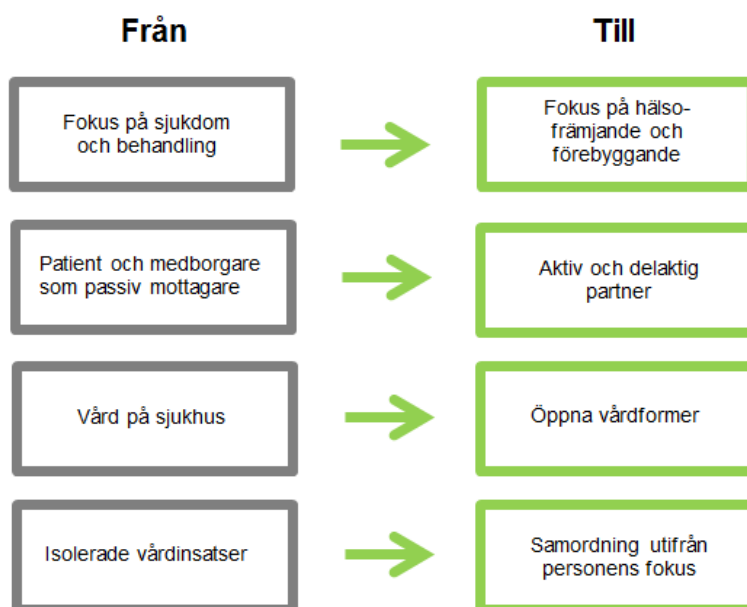 Från
Till
Fokus på sjukdom
och behandling
Fokus på hälso-
främjande och
förebyggande
Patient och medborgare
som passiv mottagare
Aktiv och delaktig
partner
Vård på sjukhus
Öppna vårdformer
Isolerade vårdinsatser
Samordning utifrån
personens fokus